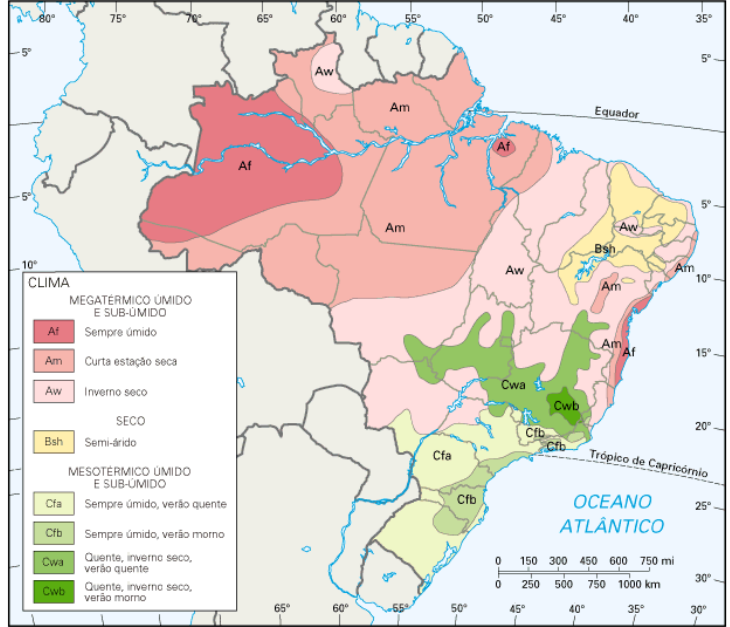 80° 75° 70° 65° 60° 55° 50° 45° 40° 35°
5° 5°
Aw
Am
Equador
Af
Af
Am
5° 5°
Aw
Bsh
Am
10° 10°
Aw
Am
CLIMA
MEGATÉRMICO ÚMIDO
E SUB-ÚMIDO
Af Sempre úmido
Am Curta estação seca
Aw Inverno seco
SECO
Bsh Semi-árido
MESOTÉRMICO ÚMIDO
E SUB-ÚMIDO
Cfa Sempre úmido, verão quente
Cfb Sempre úmido, verão morno
Cwa Quente, inverno seco,
verão quente
Cwb Quente, inverno seco,
verão morno
Am Af
15°
Cwa
Cwb
20°
Cfb
Cfb
Cfa
Trópico de Capricórnio
Cfb
25°
OCEANO
ATLÂNTICO
0 150 300 450 600 750 mi
0 250 500 750 1000 km
30°
65° 60° 55° 50° 45° 40° 35°